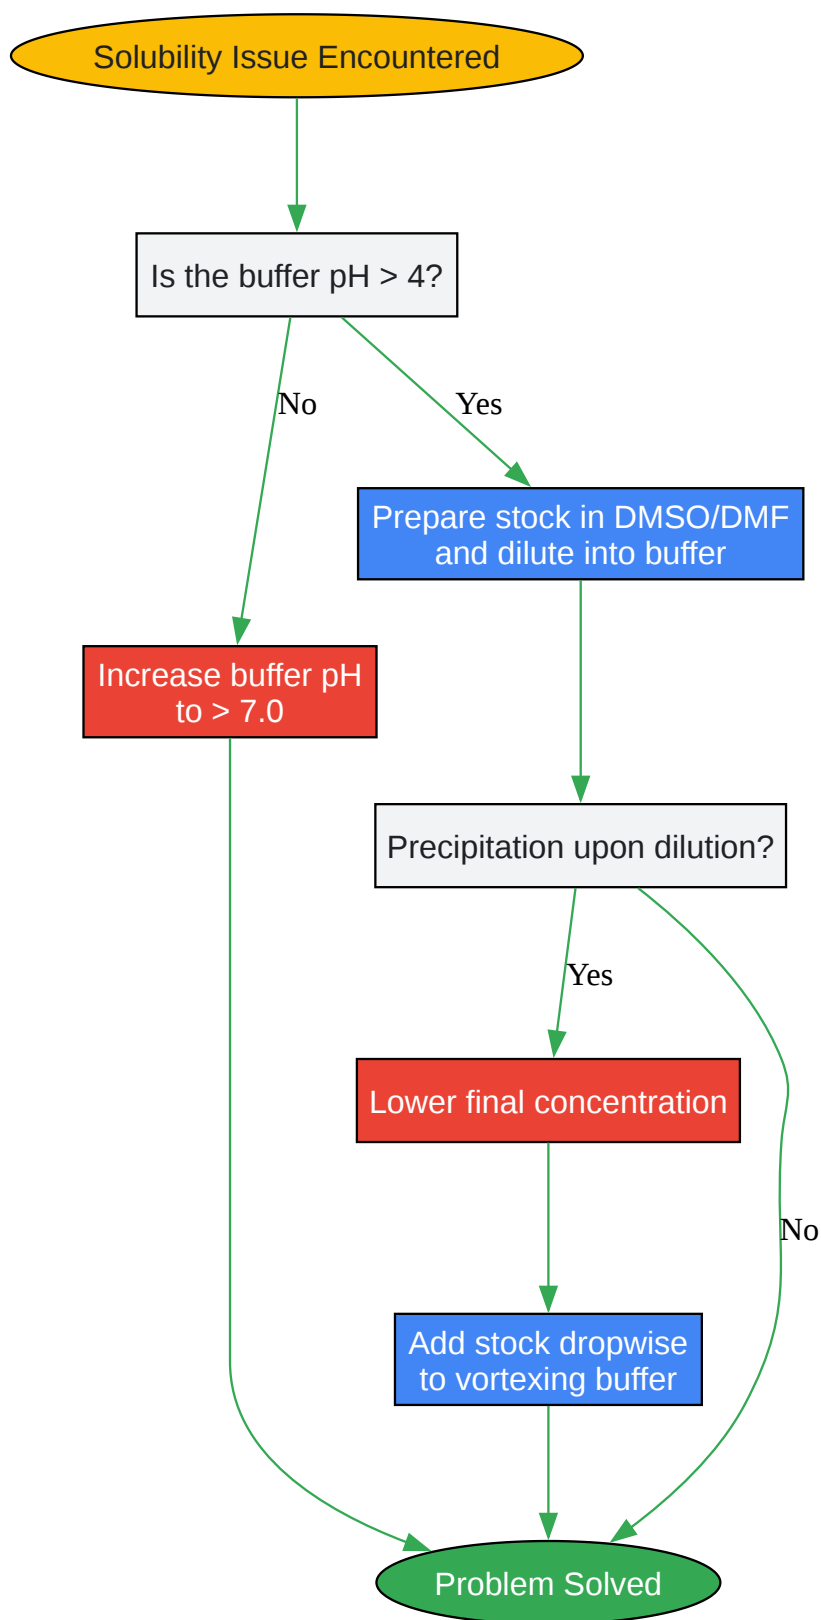 Solubility Issue Encountered
Is the buffer pH > 4?
No
Yes
Prepare stock in DMSO/DMF
and dilute into buffer
Increase buffer pH
to > 7.0
Precipitation upon dilution?
Yes
Lower final concentration
No
Add stock dropwise
to vortexing buffer
Problem Solved